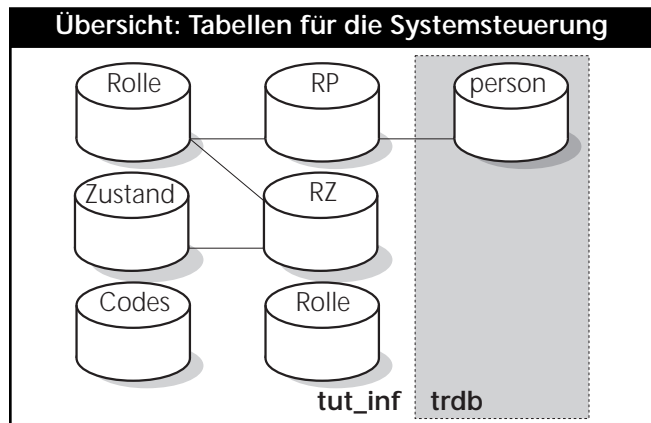 Übersicht: Tabellen für die Systemsteuerung
Rolle RP person
Zustand RZ
Codes Rolle
tut_inf trdb